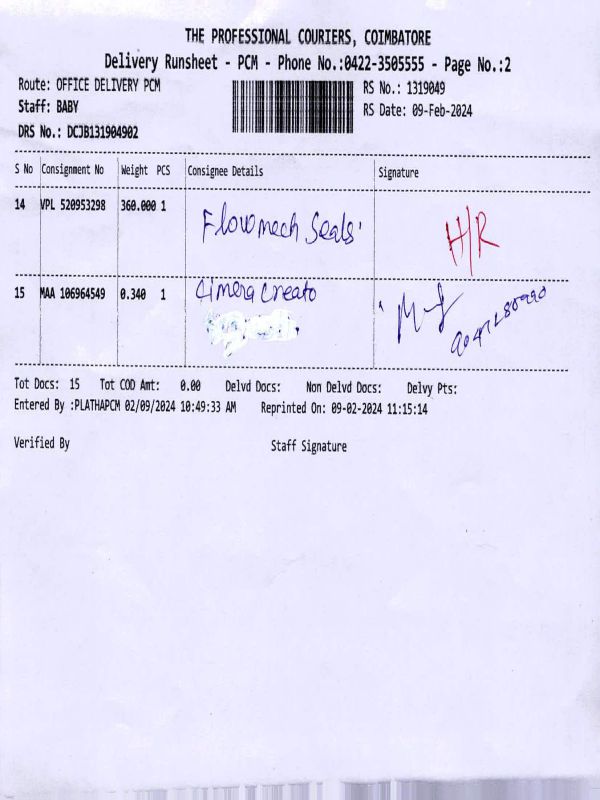 THE PROFESSIONAL COURIERS, COIMBATORE
Delivery Runsheet - PCM - Phone No.:0422-3505555 - Page No.:2
Route: OFFICE DELIVERY PCM RS No.: 1319049
Staff: BABY RS Date: 09-Feb-2024
DRS No.: DCJB131904902
S No Consignment No Weight PCS Consignee Details Signature
14 VPL 520953298 360.000 1 Flowmech Seals H/R
15 MAA 106964549 0.340 1 Cimera Creato
Tot Docs: 15 Tot COD Amt: 0.00 Delvd Docs: Non Delvd Docs: Delvy Pts:
Entered By :PLATHAPCM 02/09/2024 10:49:33 AM Reprinted On: 09-02-2024 11:15:14
Verified By Staff Signature